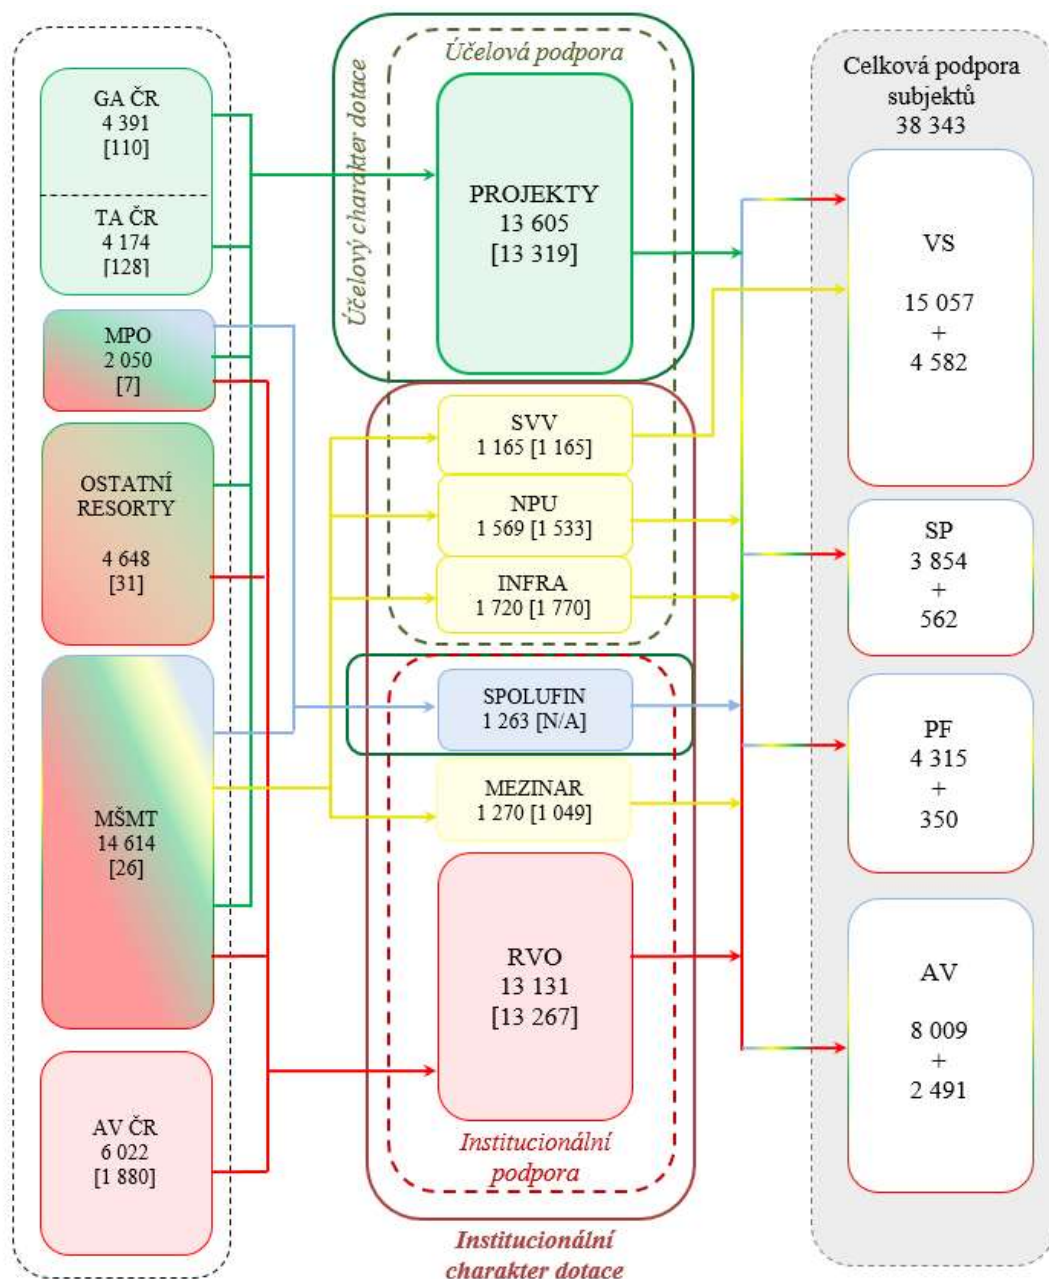 GA ČR
4 391
[110]
TA ČR
4 174
[128]
MPO
2 050
[7]
OSTATNÍ
RESORTY
4 648
[31]
MŠMT
14 614
[26]
AV ČR
6 022
[1 880]
Účelový charakter dotace
Účelová podpora
PROJEKTY
13 605
[13 319]
SVV
1 165 [1 165]
NPU
1 569 [1 533]
INFRA
1 720 [1 770]
SPOLUFIN
1 263 [N/A]
MEZINAR
1 270 [1 049]
RVO
13 131
[13 267]
Institucionální
podpora
Institucionální
charakter dotace
Celková podpora
subjektů
38 343
VS
15 057
+
4 582
SP
3 854
+
562
PF
4 315
+
350
AV
8 009
+
2 491